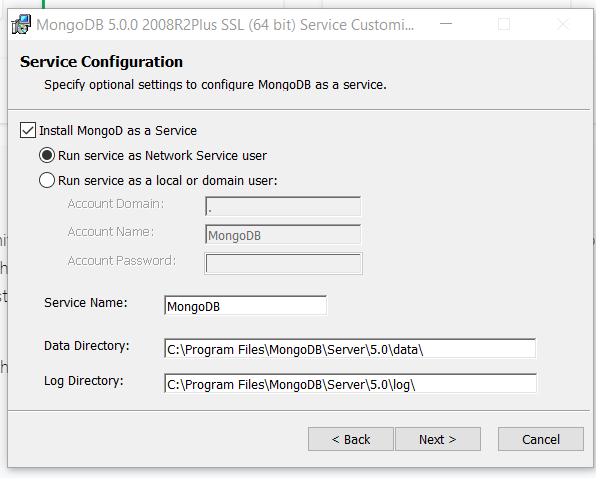 MongoDB 5.0.0 2008R2Plus SSL (64 bit) Service Customi...
Service Configuration
Specify optional settings to configure MongoDB as a service.
Install MongoD as a Service
Run service as Network Service user
Run service as a local or domain user:
Account Domain: .
Account Name: MongoDB
Account Password:
Service Name: MongoDB
Data Directory: C:\Program Files\MongoDB\Server\5.0\data\
Log Directory: C:\Program Files\MongoDB\Server\5.0\log\
< Back Next > Cancel